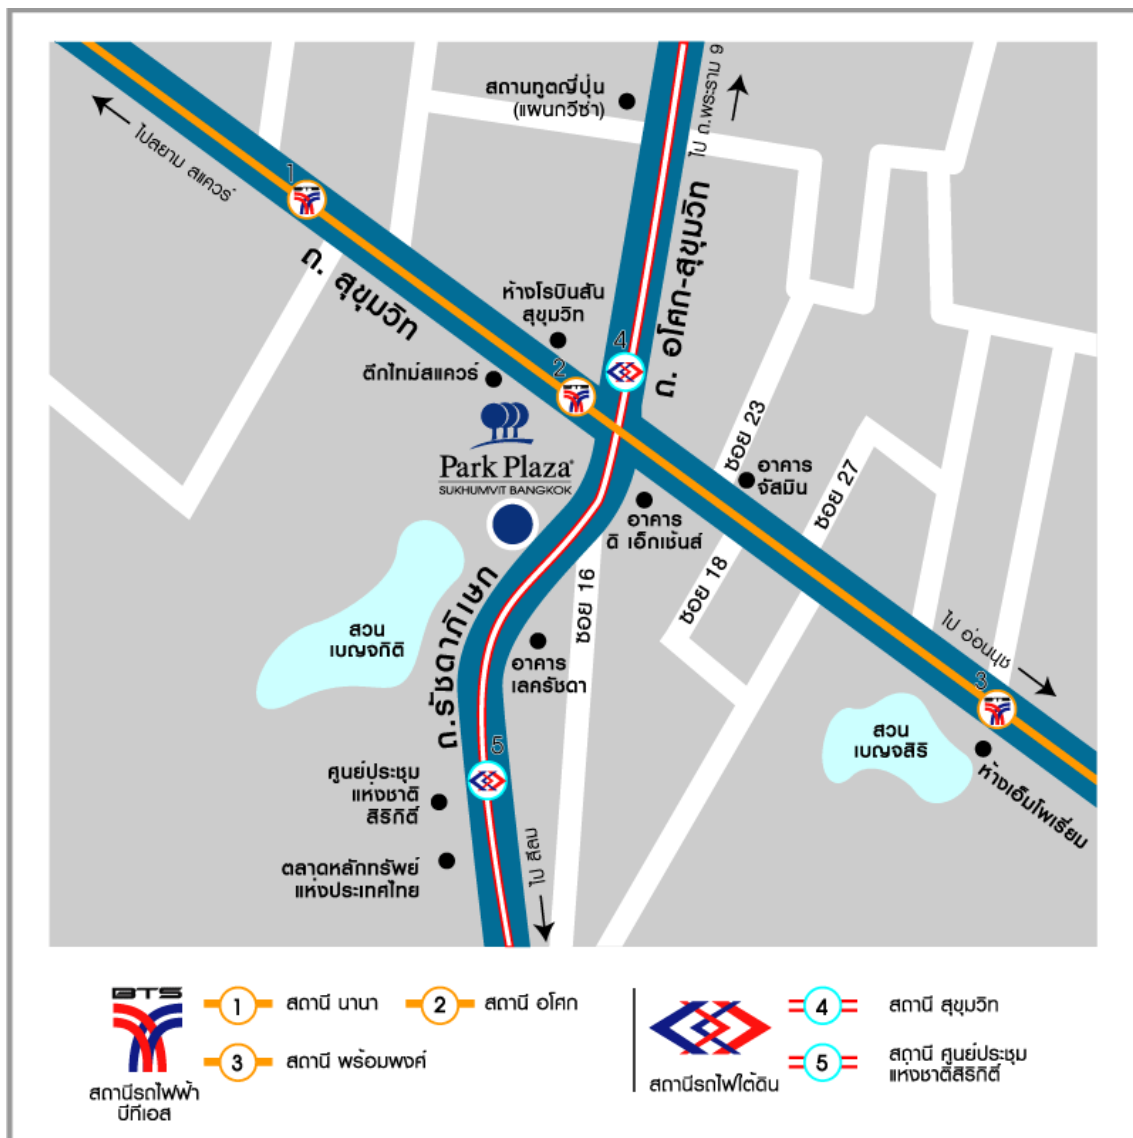 สถานทูตญี่ปุ่น
(แผนกวีซ่า)
ไป ถ.พระราม 9
ไปสยาม สแควร์
1
ถ. สุขุมวิท
ถ. อโศก-สุขุมวิท
ห้างโรบินสัน
สุขุมวิท
4
2
ตึกไทม์สแควร์
Park Plaza
SUKHUMVIT BANGKOK
ซอย 23
อาคาร
จัสมิน
ซอย 27
อาคาร
ดิ เอ็กเช้นส์
ซอย 16
ซอย 18
สวน
เบญจกิติ
ถ.รัชดาภิเษก
อาคาร
เลครัชดา
ไป อ่อนนุช
3
สวน
เบญจสิริ
ห้างเอ็มโพเรี่ยม
5
ศูนย์ประชุม
แห่งชาติ
สิริกิติ์
ตลาดหลักทรัพย์
แห่งประเทศไทย
ไป สีลม
BTS
สถานีรถไฟฟ้า
บีทีเอส
1 สถานี นานา
2 สถานี อโศก
3 สถานี พร้อมพงศ์
สถานีรถไฟใต้ดิน
4 สถานี สุขุมวิท
5 สถานี ศูนย์ประชุม
แห่งชาติสิริกิติ์